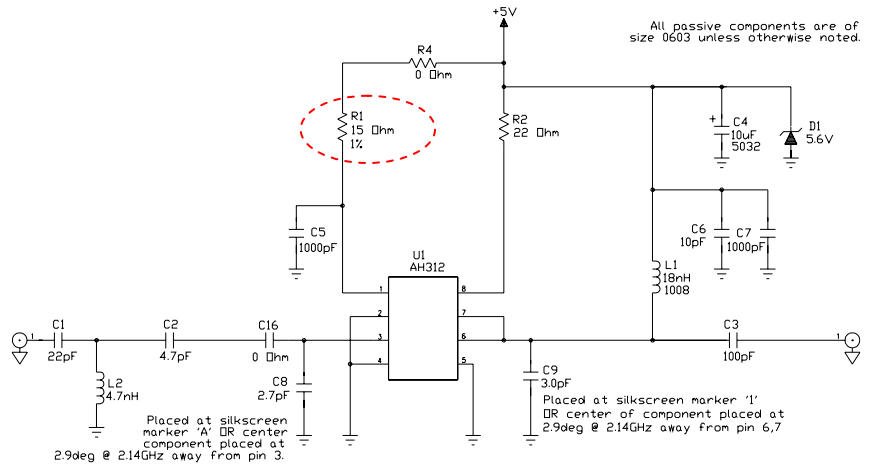 +5V
All passive components are of
size 0603 unless otherwise noted.
R4
0 Ohm
R1
15 Ohm
1%
R2
22 Ohm
+
C4
10uF
5032
D1
5.6V
C5
1000pF
C6
10pF
C7
1000pF
U1
AH312
L1
18nH
1008
1
2
3
4
8
7
6
5
1
C1
22pF
C2
4.7pF
C16
0 Ohm
C3
100pF
1
L2
4.7nH
C8
2.7pF
C9
3.0pF
Placed at silkscreen
marker 'A' OR center
component placed at
2.9deg @ 2.14GHz away from pin 3.
Placed at silkscreen marker '1'
OR center of component placed at
2.9deg @ 2.14GHz away from pin 6,7